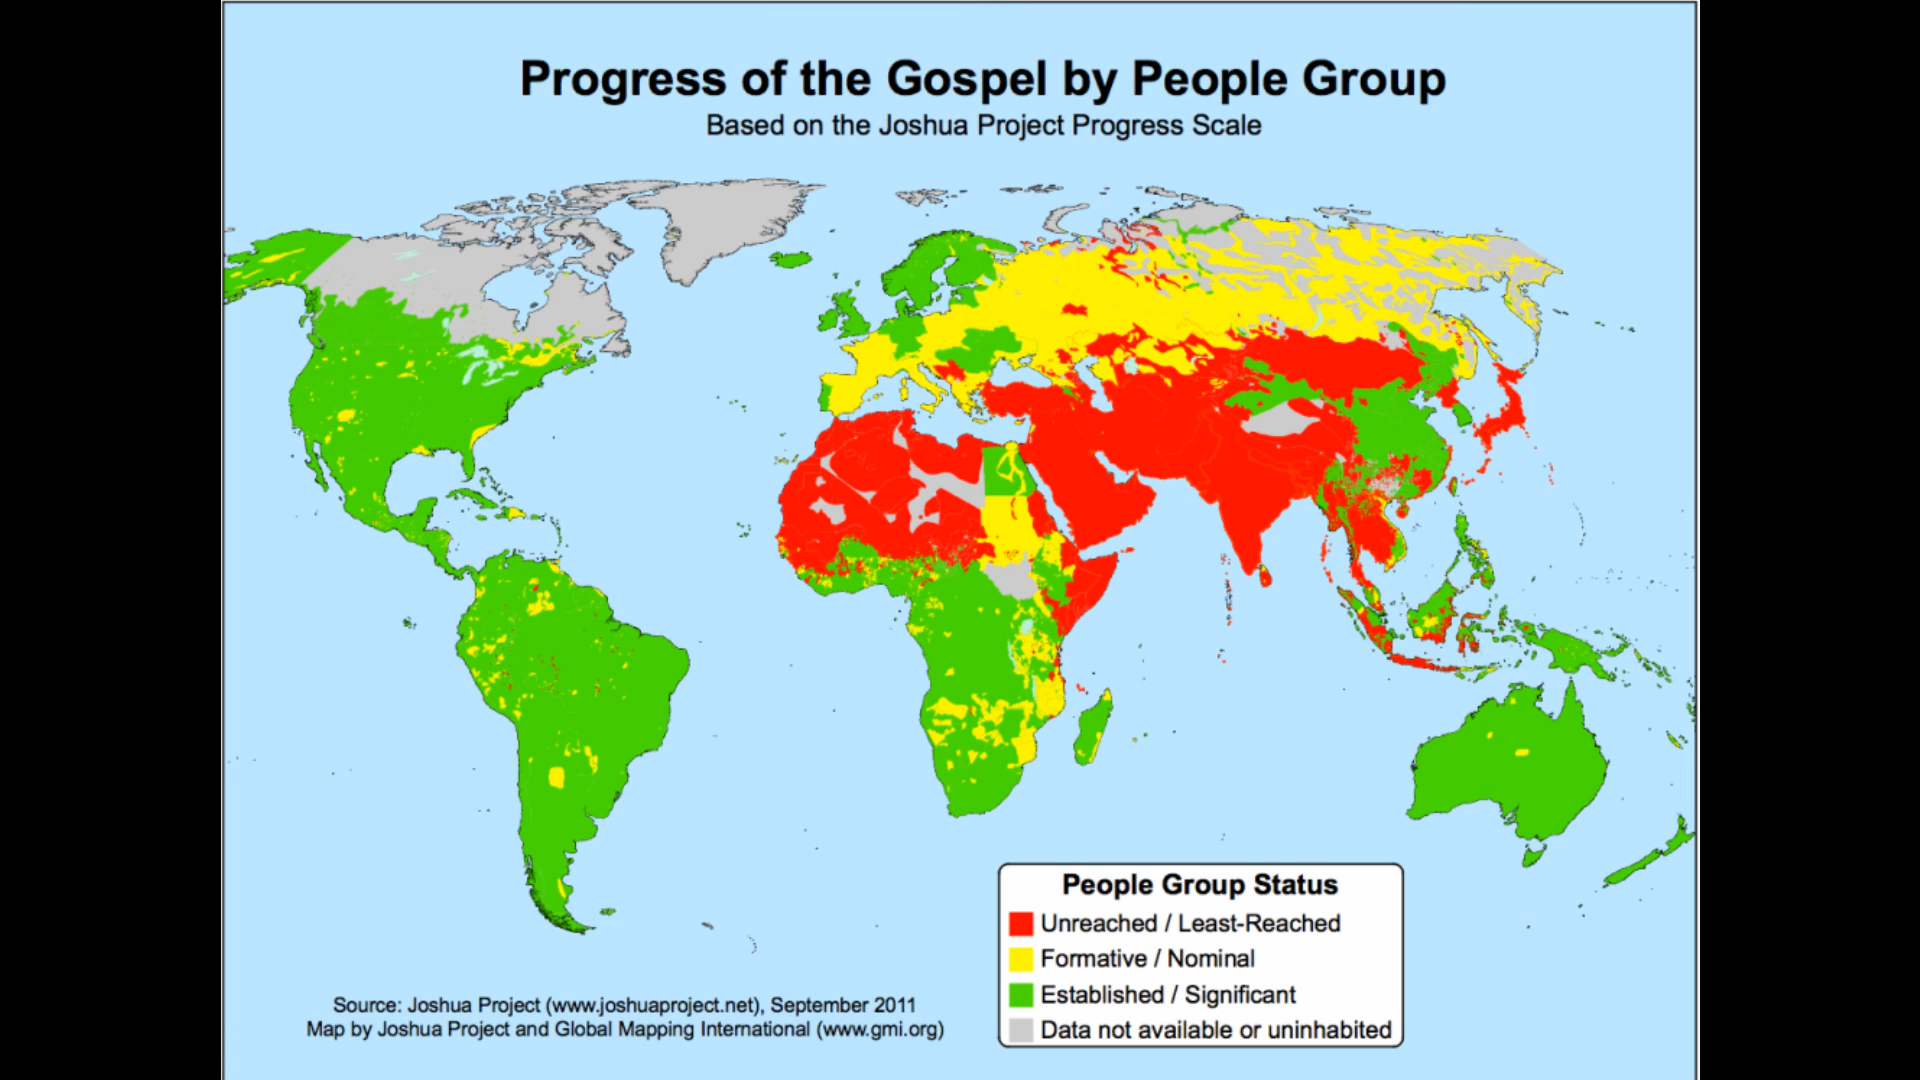 Progress of the Gospel by People Group
Based on the Joshua Project Progress Scale
People Group Status
Unreached / Least-Reached
Formative / Nominal
Established / Significant
Data not available or uninhabited
Source: Joshua Project (www.joshuaproject.net), September 2011
Map by Joshua Project and Global Mapping International (www.gmi.org)